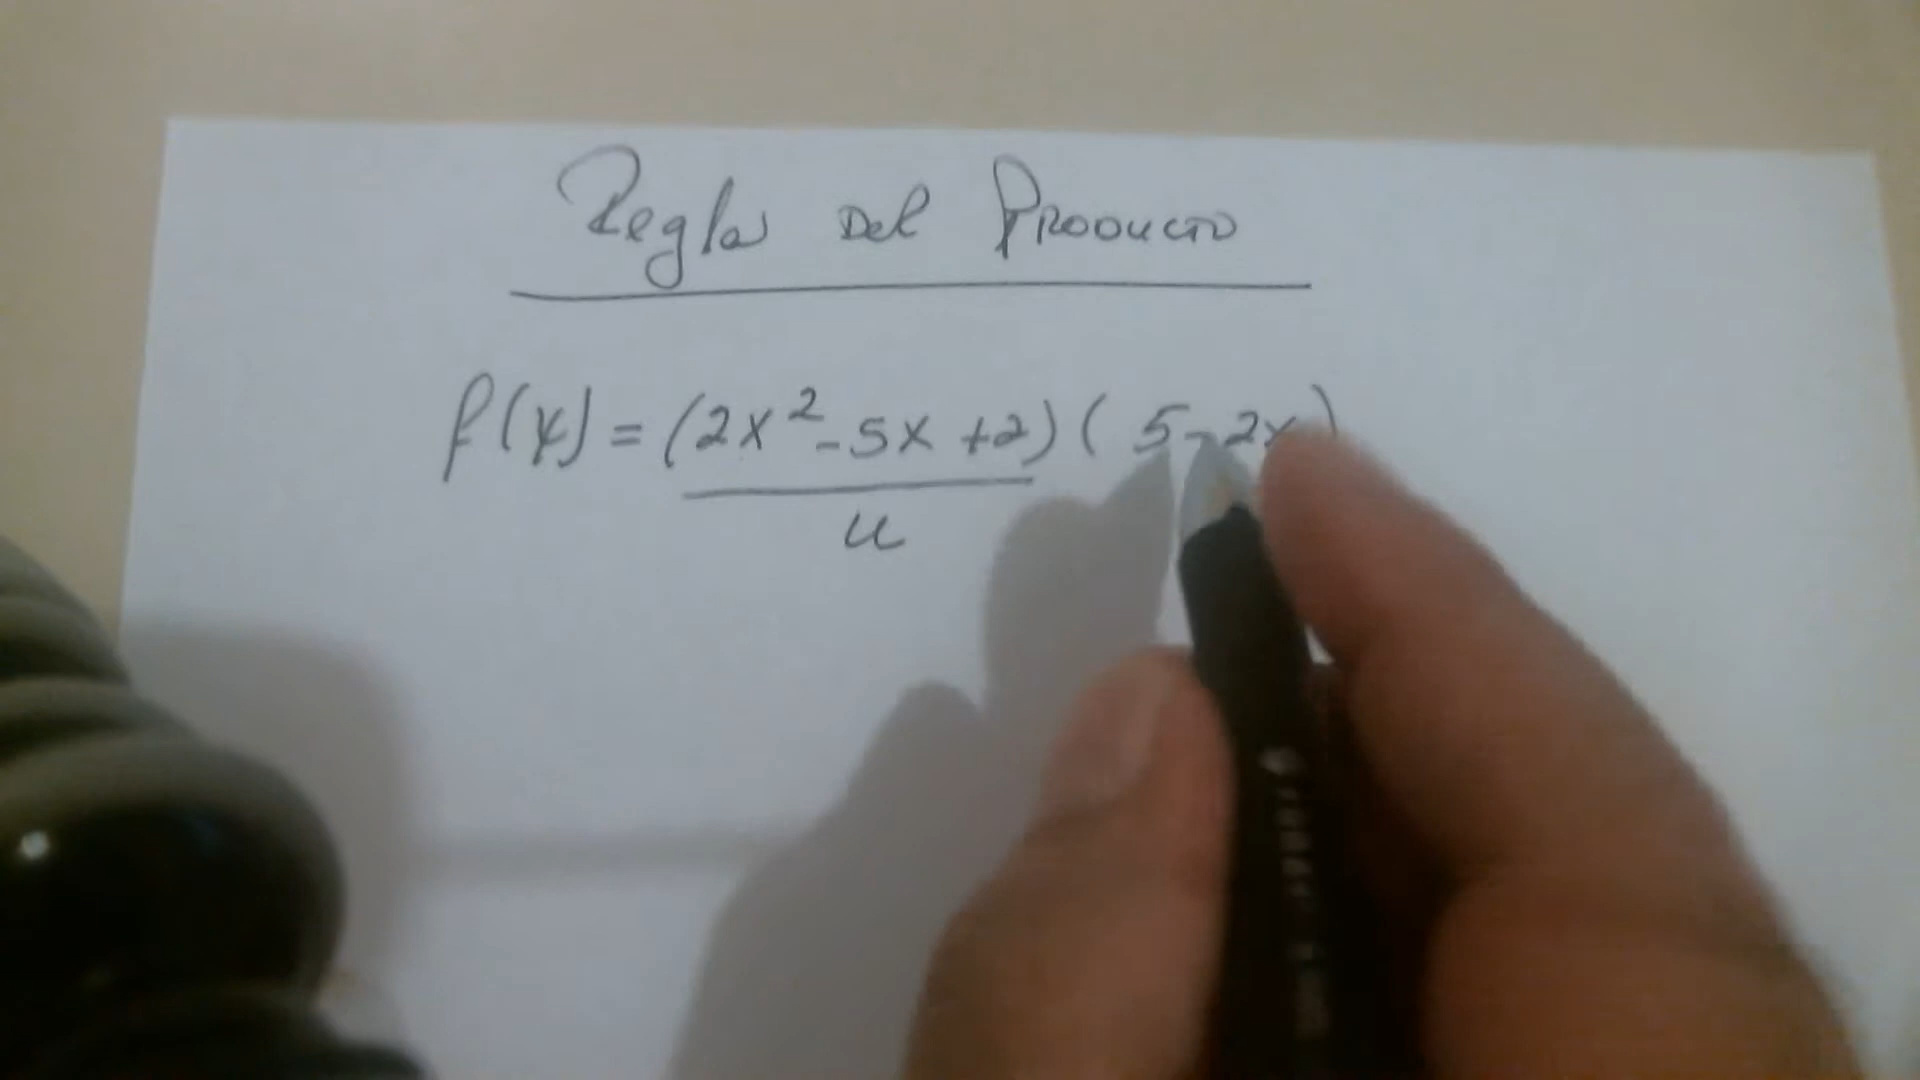 Regla Del Producto
f(x) = (2x² - 5x + 2) ( 5 - 2x )
u